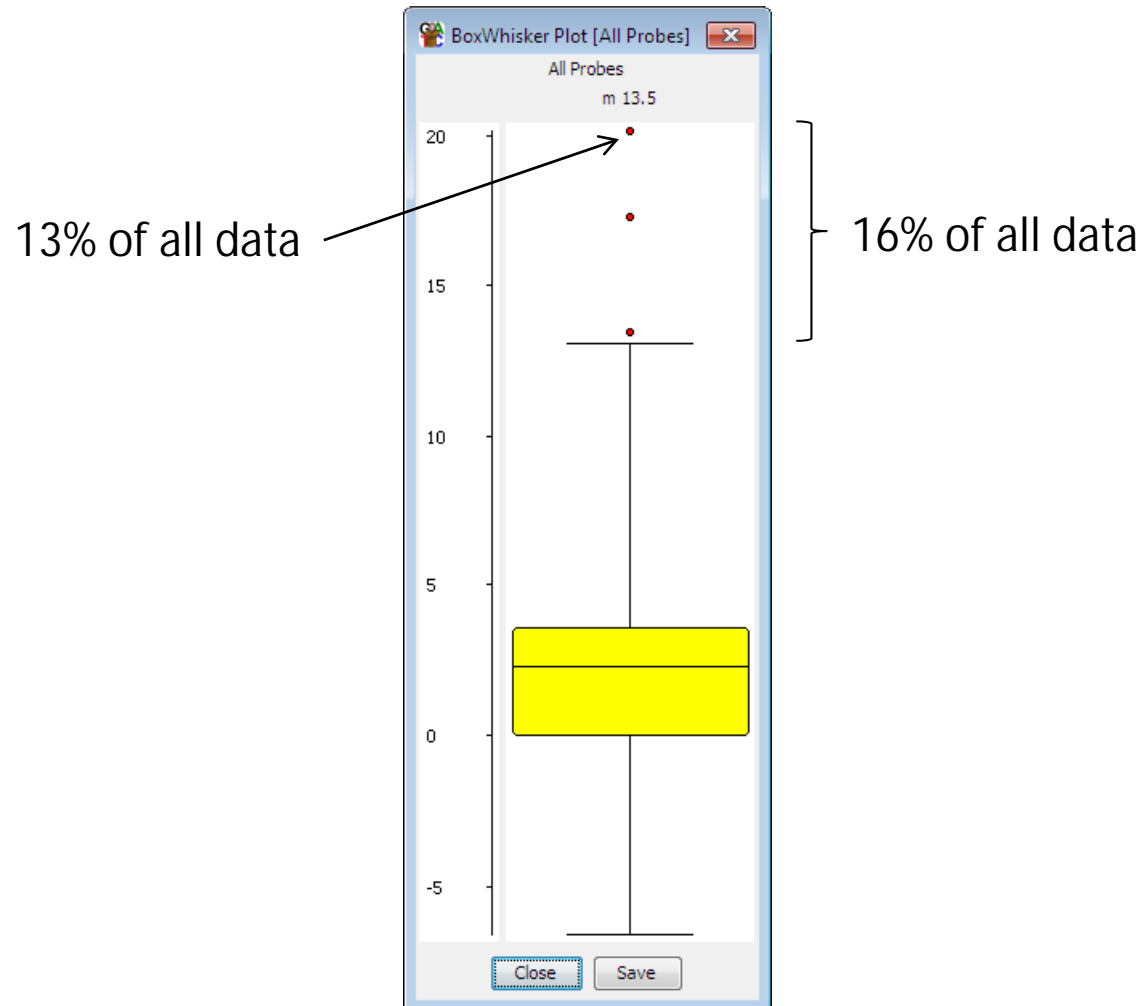 BoxWhisker Plot [All Probes]
All Probes
m 13.5
20
15
10
5
0
-5
13% of all data
16% of all data
Close
Save